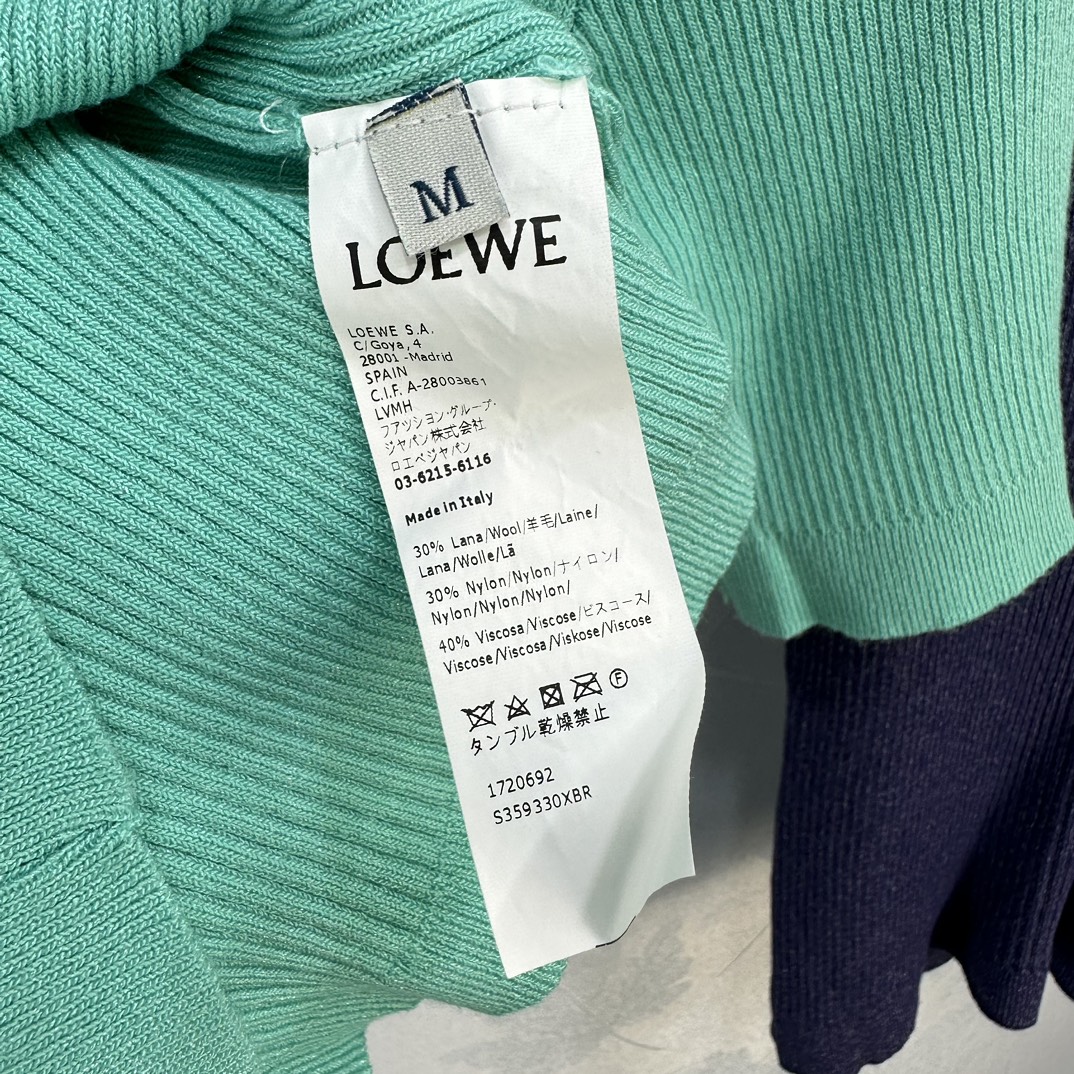 M
LOEWE
LOEWE S.A.
C/Goya, 4
28001 -Madrid
SPAIN
C.I.F. A-28003861
LVMH
ファッション・グループ・
ジャパン株式会社
ロエベジャパン
03-6215-6116
Made in Italy
30% Lana/Wool/羊毛/Laine/
Lana/Wolle/Lã
30% Nylon/Nylon/ナイロン/
Nylon/Nylon/Nylon/
40% Viscosa/Viscose/ビスコース/
Viscose/Viscosa/Viskose/Viscose
F
タンブル乾燥禁止
1720692
S359330XBR